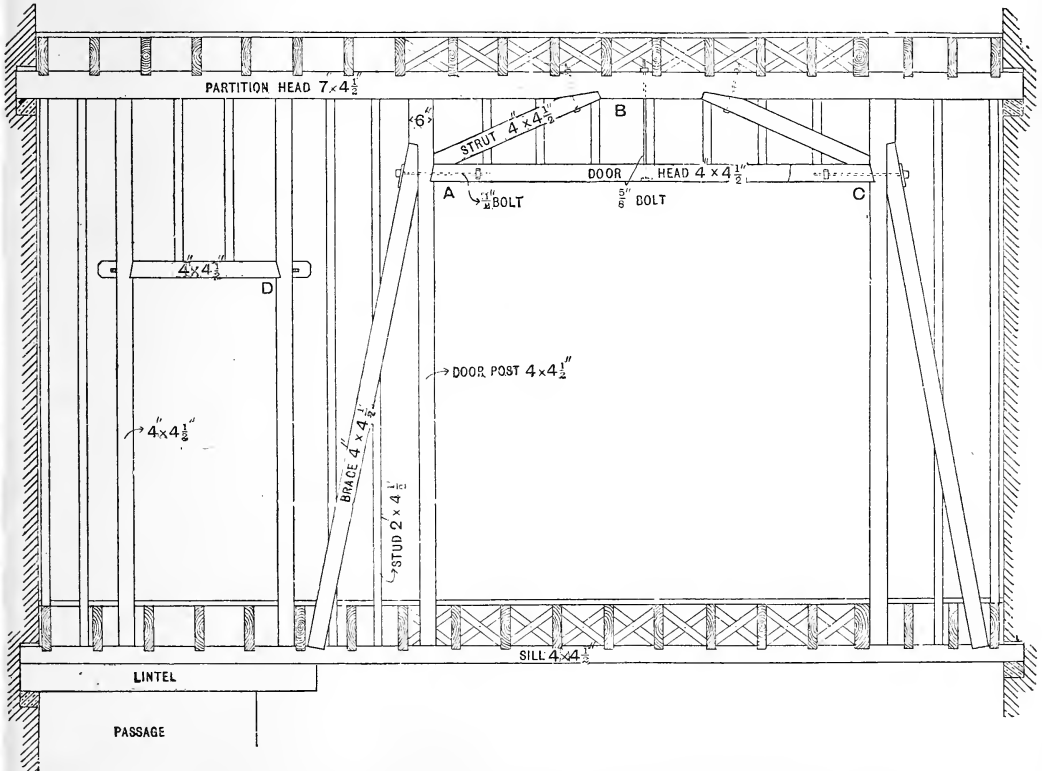 PARTITION HEAD 7" × 4½"
6"
STRUT 4" × 4½"
B
DOOR HEAD 4" × 4½"
A
BOLT
⅝" BOLT
C
4" × 4½"
D
DOOR POST 4 × 4½"
4" × 4½"
BRACE 4" × 4½"
STUD 2" × 4½"
SILL 4" × 4½"
LINTEL
PASSAGE